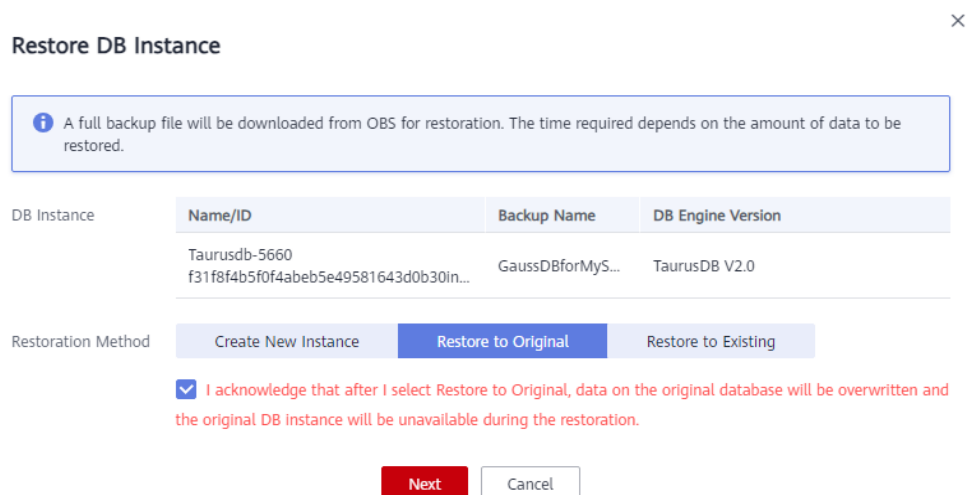 Restore DB Instance
A full backup file will be downloaded from OBS for restoration. The time required depends on the amount of data to be
restored.
DB Instance
Name/ID Backup Name DB Engine Version
Taurusdb-5660
f31f8f4b5f0f4abeb5e49581643d0b30in... GaussDBforMyS... TaurusDB V2.0
Restoration Method Create New Instance Restore to Original Restore to Existing
I acknowledge that after I select Restore to Original, data on the original database will be overwritten and
the original DB instance will be unavailable during the restoration.
Next Cancel